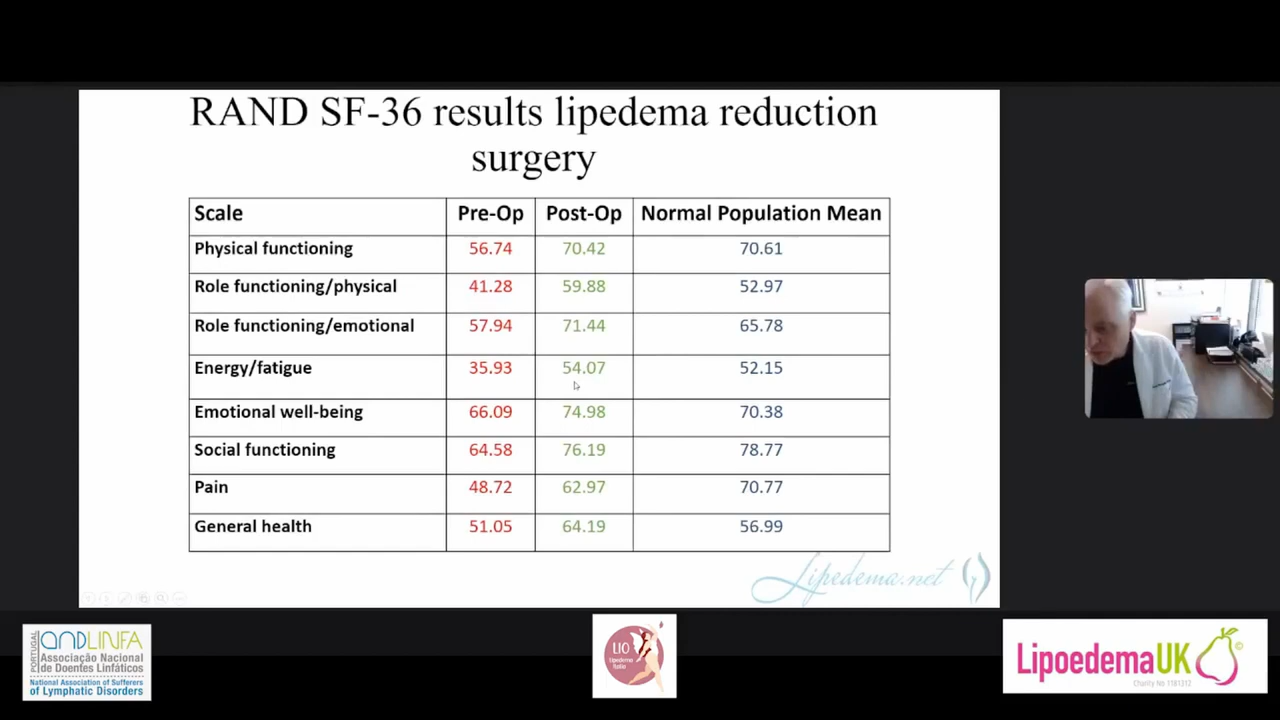 RAND SF-36 results lipedema reduction
surgery
Scale Pre-Op Post-Op Normal Population Mean
Physical functioning 56.74 70.42 70.61
Role functioning/physical 41.28 59.88 52.97
Role functioning/emotional 57.94 71.44 65.78
Energy/fatigue 35.93 54.07 52.15
Emotional well-being 66.09 74.98 70.38
Social functioning 64.58 76.19 78.77
Pain 48.72 62.97 70.77
General health 51.05 64.19 56.99
Lipedema.net
PORTUGAL
ANDLINFA
Associação Nacional
de Doentes Linfáticos
National Association of Sufferers
of Lymphatic Disorders
LIO
Lipoedema
LipoedemaUK
Charity No 1181312